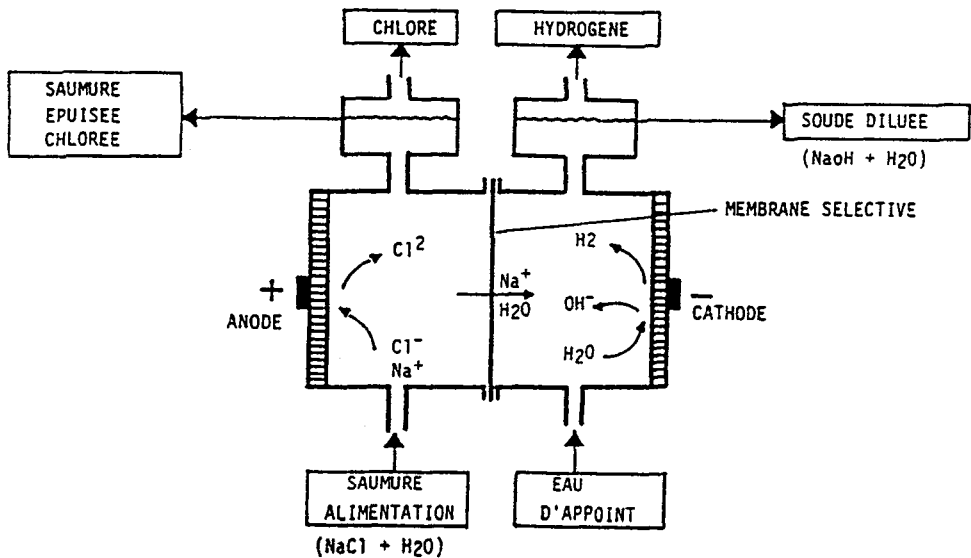 CHLORE
HYDROGENE
SAUMURE
EPUISEE
CHLOREE
SOUDE DILUEE
(NaoH + H2O)
MEMBRANE SELECTIVE
Cl²
H2
Na⁺
H2O
+
ANODE
OH⁻
−
CATHODE
Cl⁻
Na⁺
H2O
SAUMURE
ALIMENTATION
(NaCl + H2O)
EAU
D'APPOINT